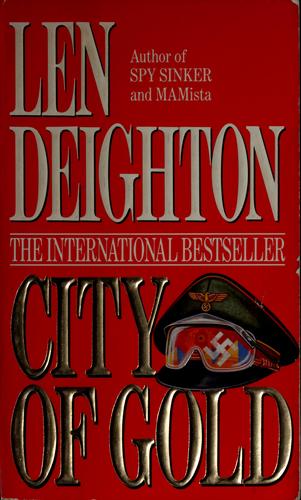 LEN
Author of
SPY SINKER
and MAMista
DEIGHTON
THE INTERNATIONAL BESTSELLER
CITY
OF GOLD